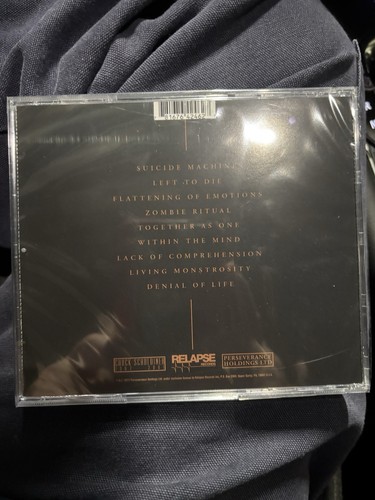 SUICIDE MACHINE
LEFT TO DIE
FLATTENING OF EMOTIONS
ZOMBIE RITUAL
TOGETHER AS ONE
WITHIN THE MIND
LACK OF COMPREHENSION
LIVING MONSTROSITY
DENIAL OF LIFE
RELAPSE
RECORDS
PERSEVERANCE
HOLDINGS LTD